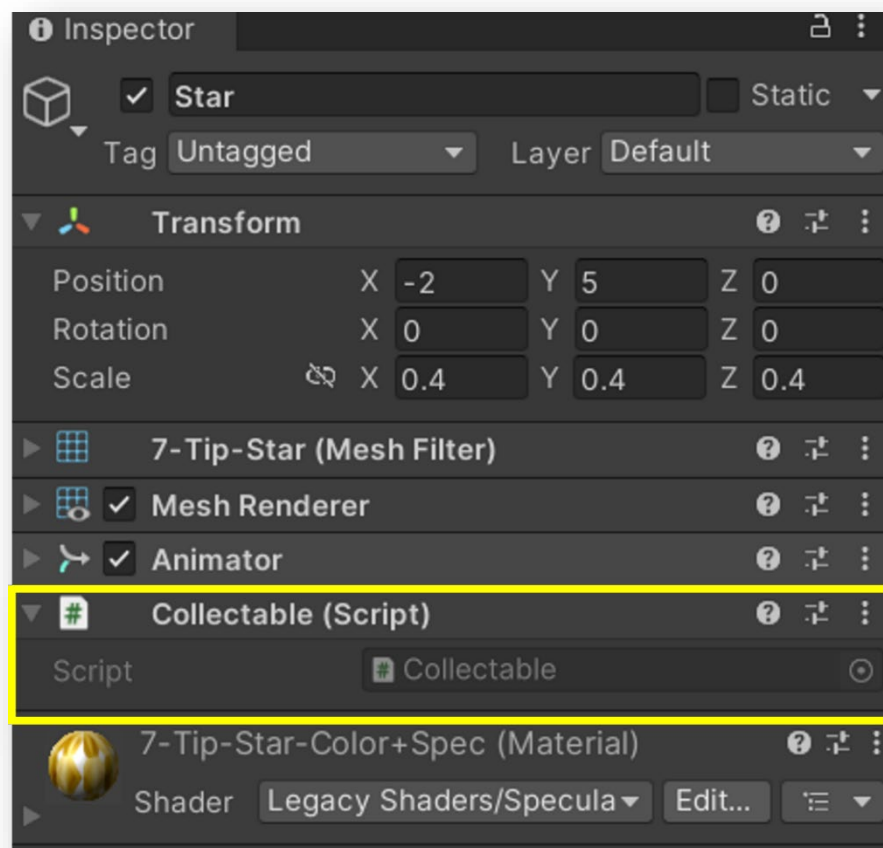 Inspector
Star Static
Tag Untagged Layer Default
Transform
Position X -2 Y 5 Z 0
Rotation X 0 Y 0 Z 0
Scale X 0.4 Y 0.4 Z 0.4
7-Tip-Star (Mesh Filter)
Mesh Renderer
Animator
# Collectable (Script)
Script # Collectable
7-Tip-Star-Color+Spec (Material)
Shader Legacy Shaders/Specula Edit...